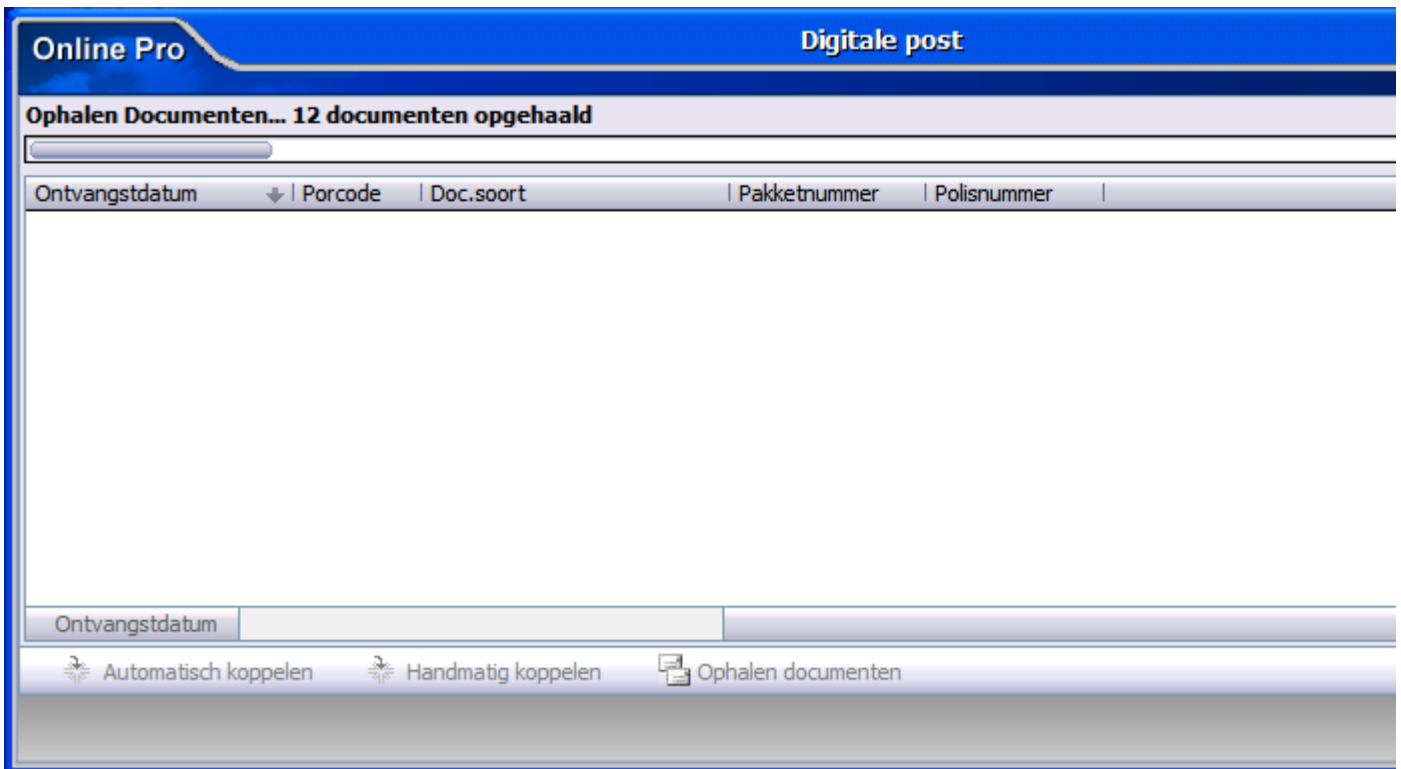 Online Pro
Digitale post
Ophalen Documenten... 12 documenten opgehaald
Ontvangstdatum Porcode Doc.soort Pakketnummer Polisnummer
Ontvangstdatum
Automatisch koppelen Handmatig koppelen Ophalen documenten